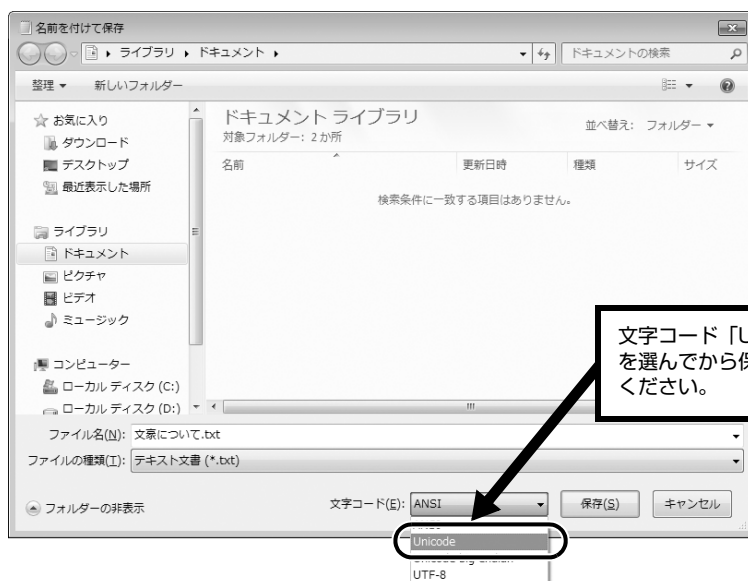 名前を付けて保存
ライブラリ ドキュメント
ドキュメントの検索
整理 新しいフォルダー
お気に入り
ダウンロード
デスクトップ
最近表示した場所
ライブラリ
ドキュメント
ピクチャ
ビデオ
ミュージック
コンピューター
ローカル ディスク (C:)
ローカル ディスク (D:)
ドキュメント ライブラリ
対象フォルダー: 2 か所
並べ替え: フォルダー
名前 更新日時 種類 サイズ
検索条件に一致する項目はありません。
文字コード「U
を選んでから保
ください。
ファイル名(N): 文豪について.txt
ファイルの種類(T): テキスト文書 (*.txt)
フォルダーの非表示
文字コード(E): ANSI
保存(S) キャンセル
Unicode
UTF-8